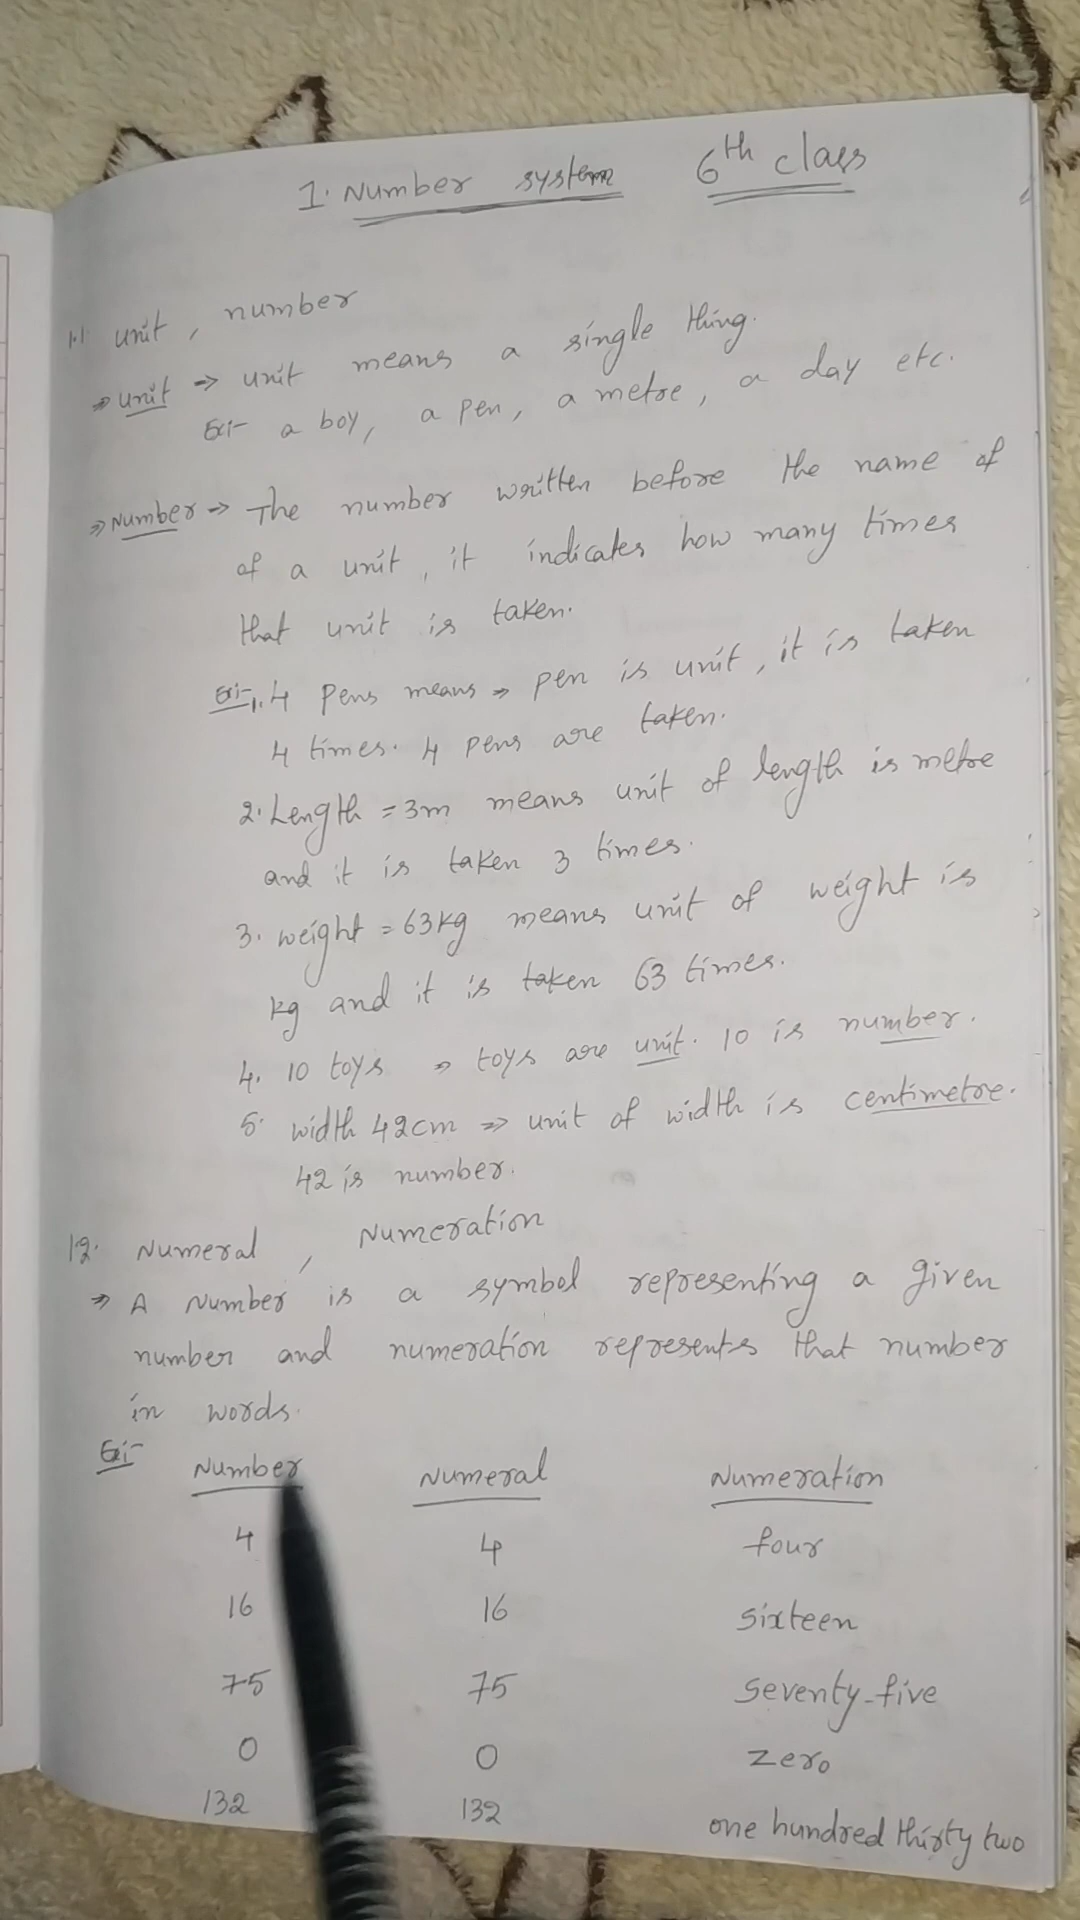 1. Number system 6th class
1.1 unit, number
⇒ unit → unit means a single thing.
Ex:- a boy, a pen, a metre, a day etc.
⇒ Number → The number written before the name of
of a unit, it indicates how many times
that unit is taken.
Ex:- 1. 4 Pens means ⇒ pen is unit, it is taken
4 times. 4 pens are taken.
2. Length = 3m means unit of length is metre
and it is taken 3 times.
3. weight = 63kg means unit of weight is
kg and it is taken 63 times.
4. 10 toys ⇒ toys are unit. 10 is number.
5. width 42cm ⇒ unit of width is centimetre.
42 is number.
1.2. Numeral, Numeration
⇒ A Number is a symbol representing a given
number and numeration represents that number
in words.
Ex:- Number Numeral Numeration
4 4 four
16 16 sixteen
75 75 seventy-five
0 0 zero
132 132 one hundred thirty two